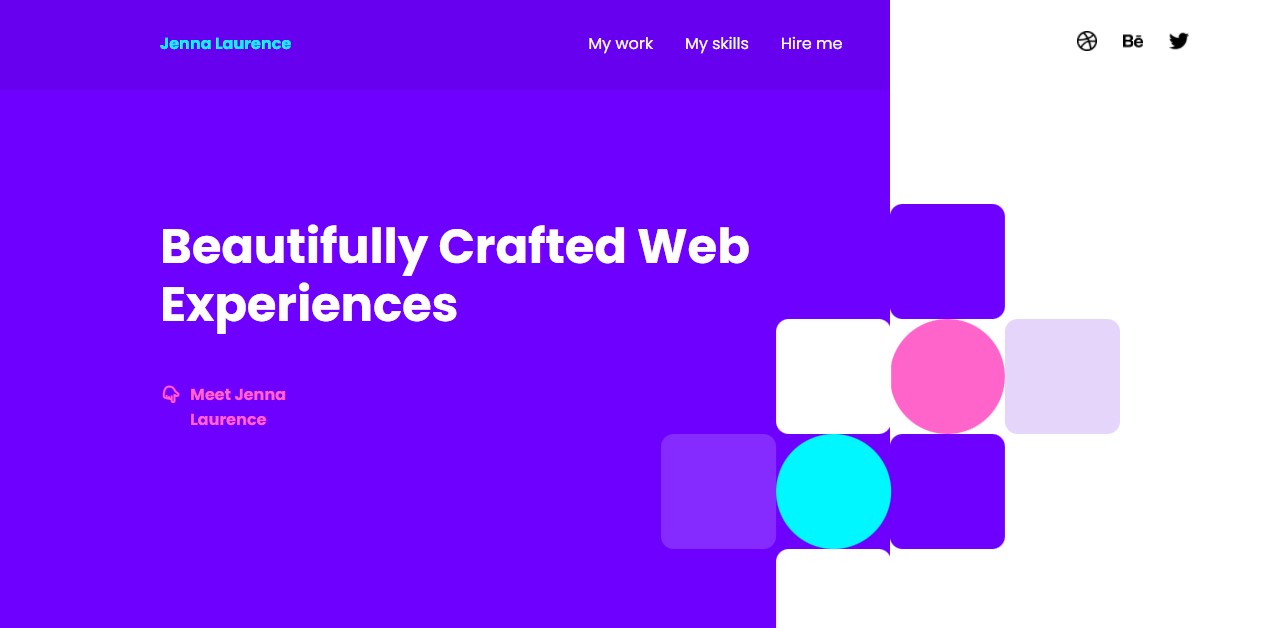 Jenna Laurence
My work
My skills
Hire me
Bē
Beautifully Crafted Web
Experiences
Meet Jenna
Laurence